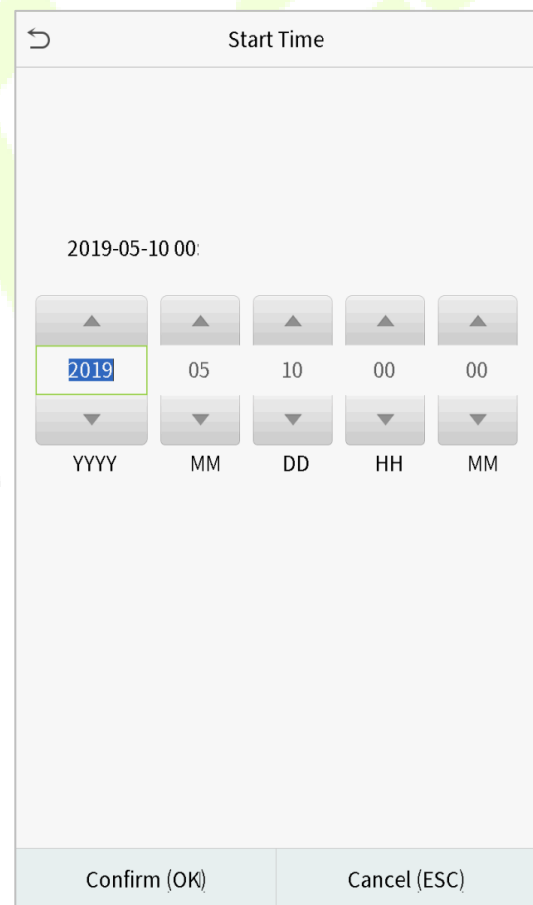 Start Time
2019-05-10 00:
2019 05 10 00 00
YYYY MM DD HH MM
Confirm (OK) Cancel (ESC)